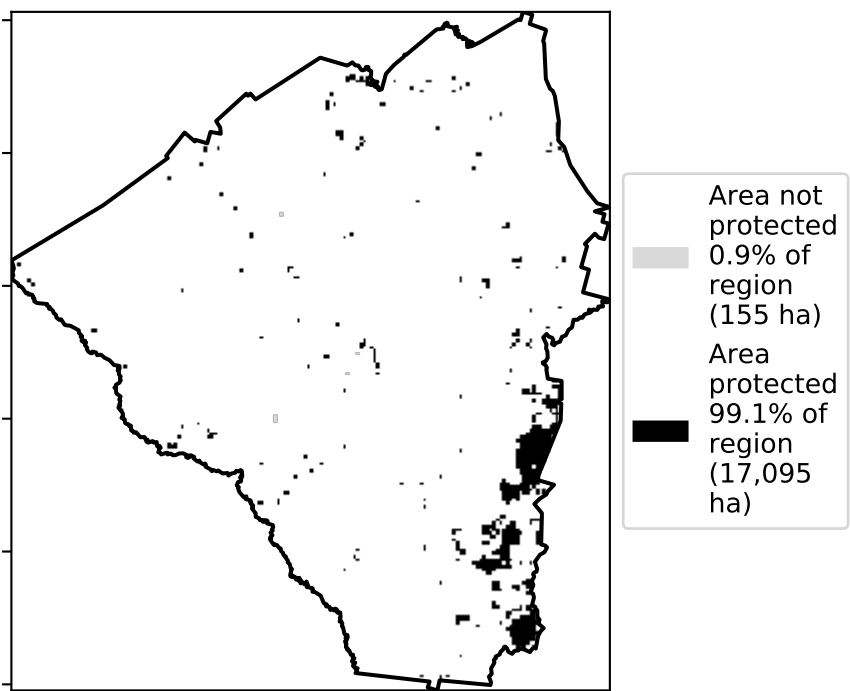 Area not
protected
0.9% of
region
(155 ha)
Area
protected
99.1% of
region
(17,095
ha)